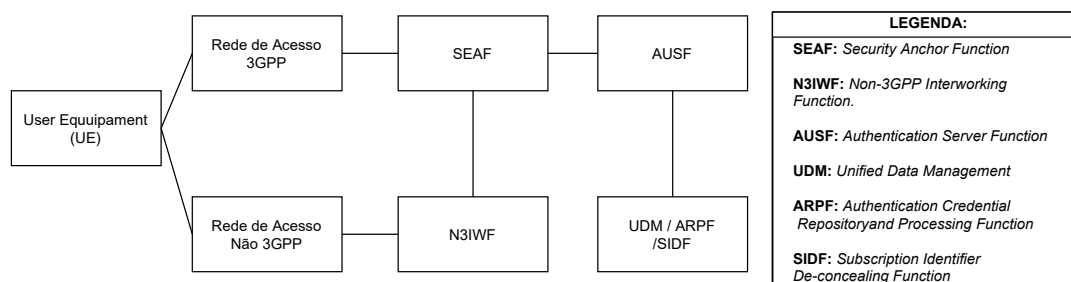 Rede de Acesso
3GPP
SEAF
AUSF
User Equuipament
(UE)
Rede de Acesso
Não 3GPP
N3IWF
UDM / ARPF
/SIDF
LEGENDA:
SEAF: Security Anchor Function
N3IWF: Non-3GPP Interworking
Function.
AUSF: Authentication Server Function
UDM: Unified Data Management
ARPF: Authentication Credential
Repositoryand Processing Function
SIDF: Subscription Identifier
De-concealing Function